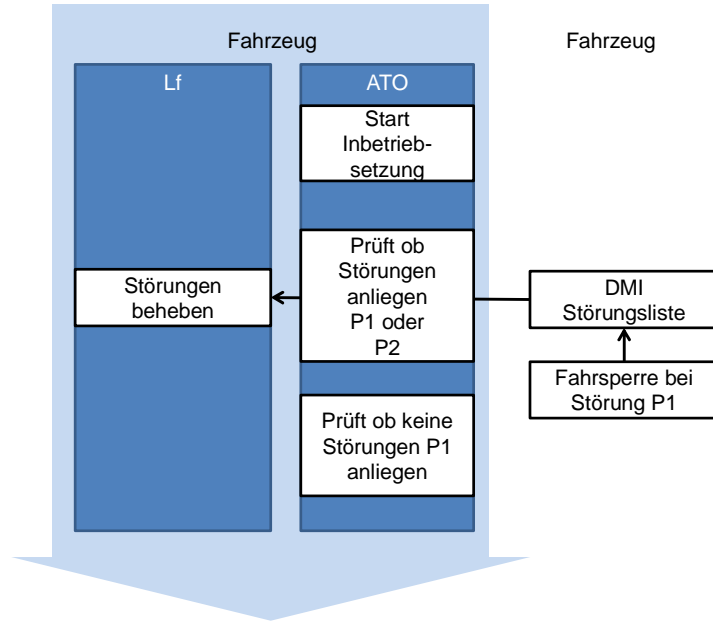 Fahrzeug
Fahrzeug
Lf
ATO
Start
Inbetrieb-
setzung
Prüft ob
Störungen
anliegen
P1 oder
P2
Störungen
beheben
DMI
Störungsliste
Fahrsperre bei
Störung P1
Prüft ob keine
Störungen P1
anliegen